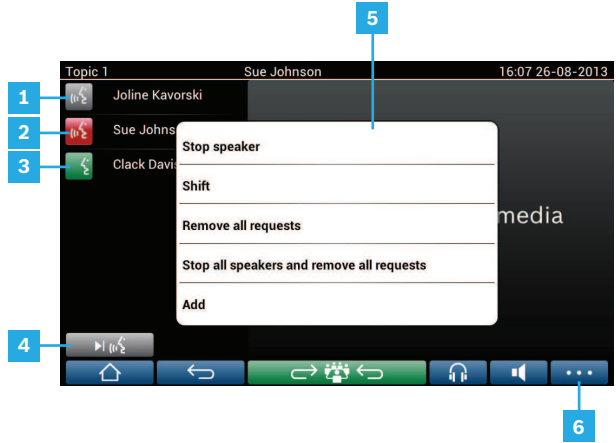 5
Topic 1 Sue Johnson 16:07 26-08-2013
1 Joline Kavorski
2 Sue Johns
3 Clack Davi
Stop speaker
Shift
Remove all requests
media
Stop all speakers and remove all requests
Add
4
6